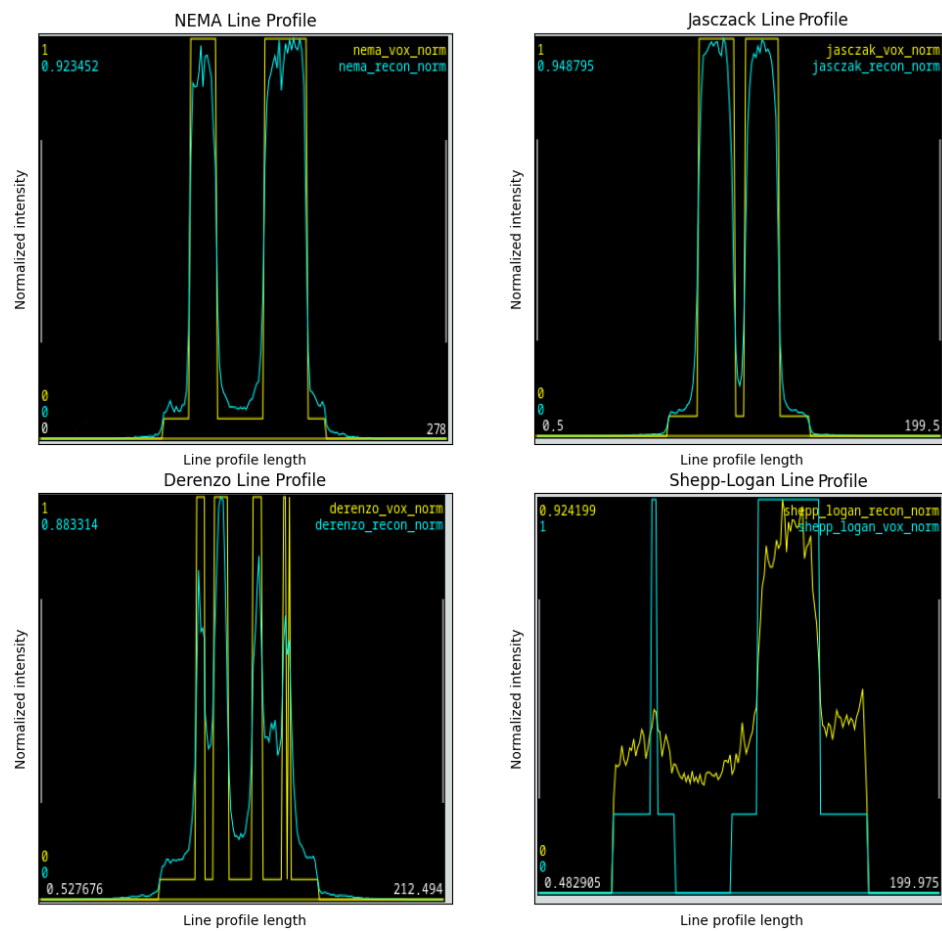 NEMA Line Profile
1
nema_vox_norm
0.923452
nema_recon_norm
Normalized intensity
0
0
0
278
Line profile length
Jasczack Line Profile
1
jasczak_vox_norm
0.948795
jasczak_recon_norm
Normalized intensity
0
0
0.5
199.5
Line profile length
Derenzo Line Profile
1
derenzo_vox_norm
0.883314
derenzo_recon_norm
Normalized intensity
0
0
0.527676
212.494
Line profile length
Shepp-Logan Line Profile
0.924199
shepp_logan_recon_norm
1
shepp_logan_vox_norm
Normalized intensity
0
0
0.482905
199.975
Line profile length